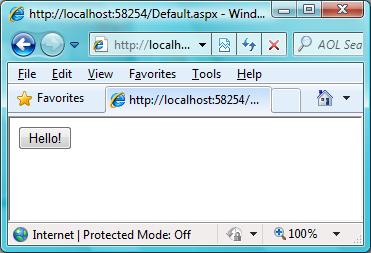 http://localhost:58254/Default.aspx - Wind...
http://localh...
AOL Sea
File Edit View Favorites Tools Help
Favorites
http://localhost:58254/...
Hello!
Internet | Protected Mode: Off
100%